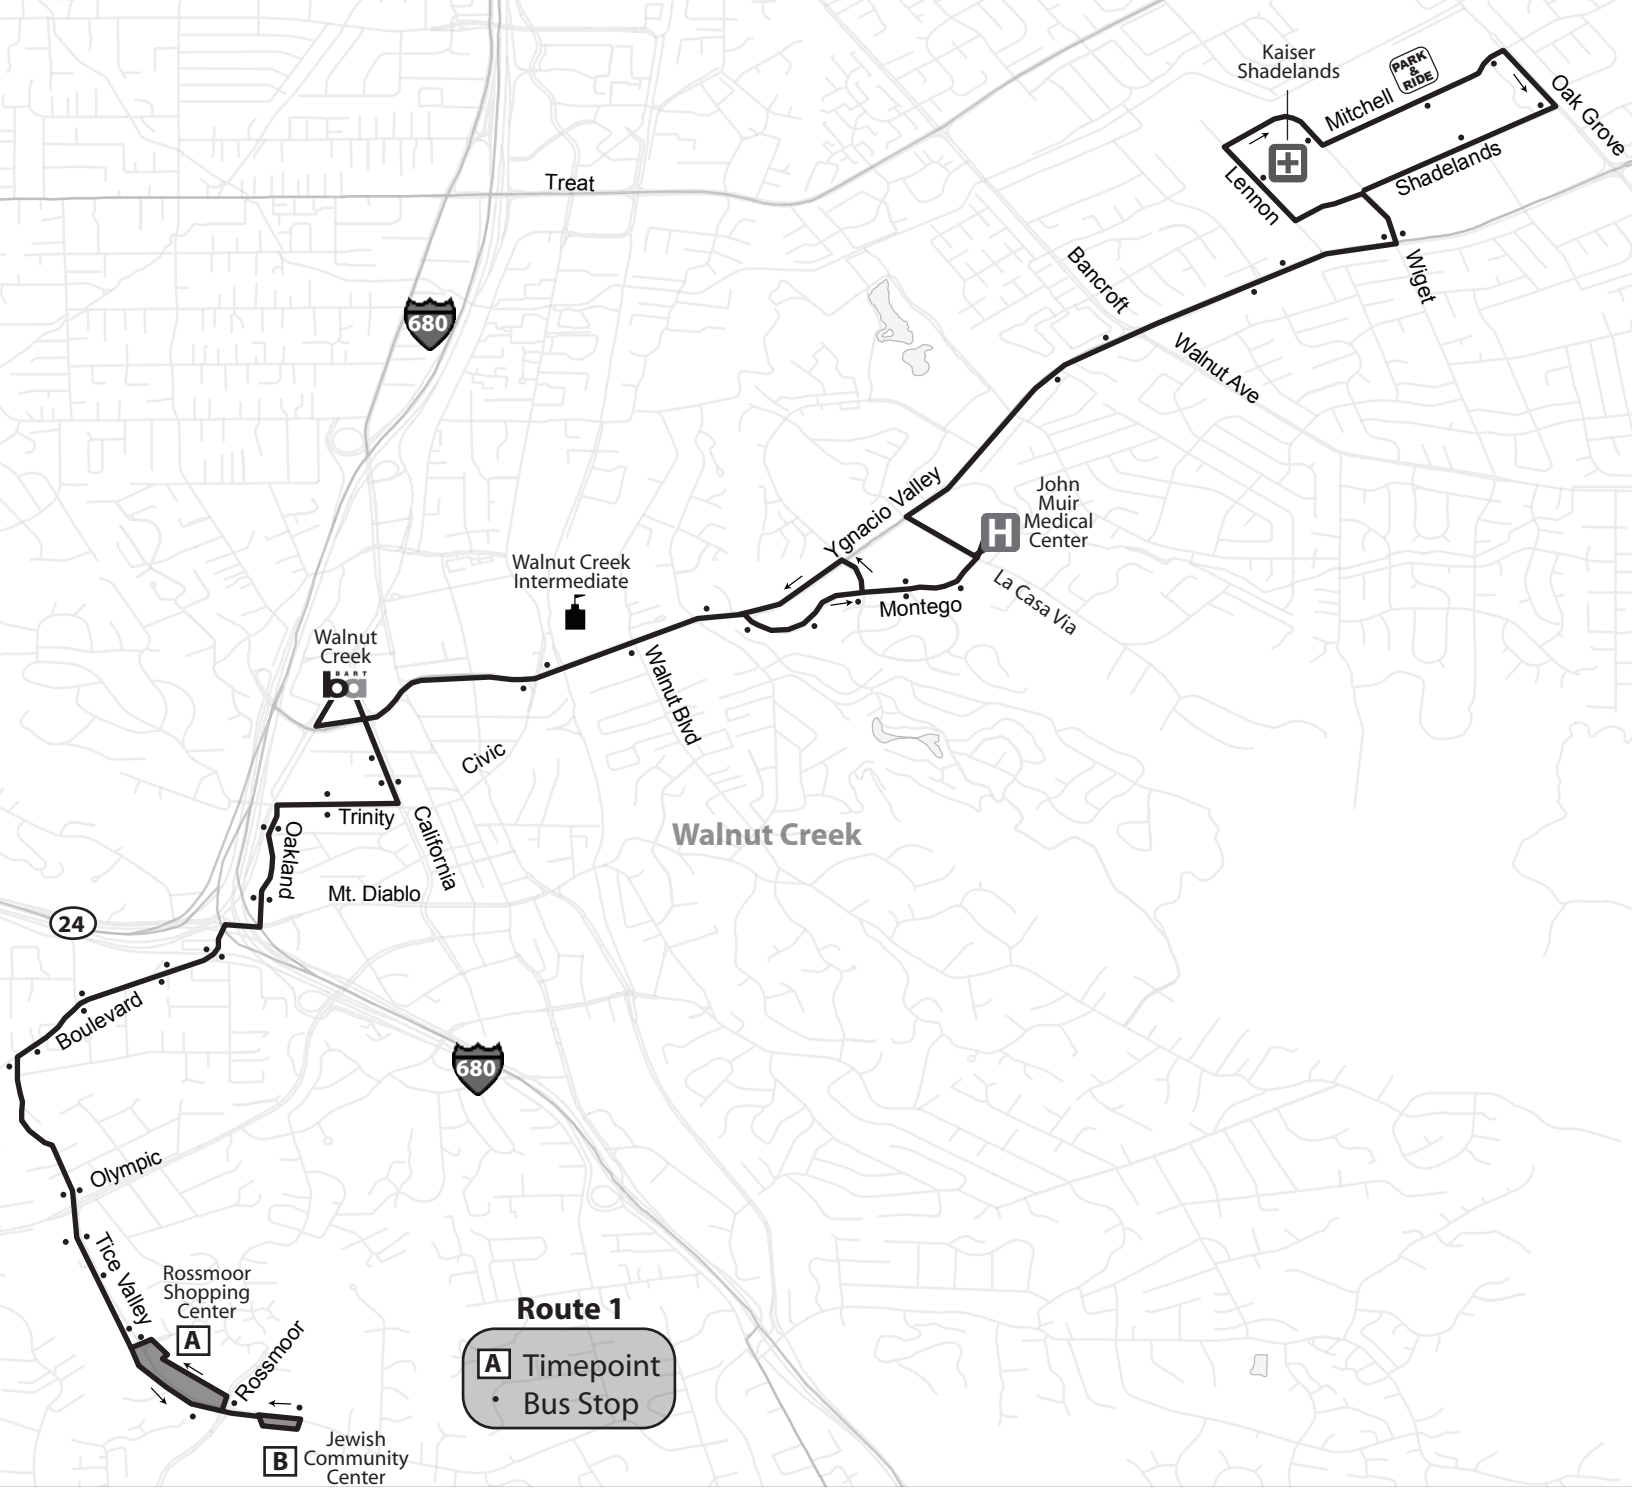 Kaiser
Shadelands
PARK
&
RIDE
Mitchell
Oak Grove
Treat
Lennon
Shadelands
Wiget
Bancroft
680
Walnut Ave
Ygnacio Valley
John
Muir
Medical
Center
H
Walnut Creek
Intermediate
La Casa Via
Montego
Walnut
Creek
BART
ba
Walnut Blvd
Civic
Trinity
California
Oakland
Walnut Creek
Mt. Diablo
24
Boulevard
680
Olympic
Tice Valley
Rossmoor
Shopping
Center
A
Rossmoor
Route 1
A Timepoint
Bus Stop
B
Jewish
Community
Center